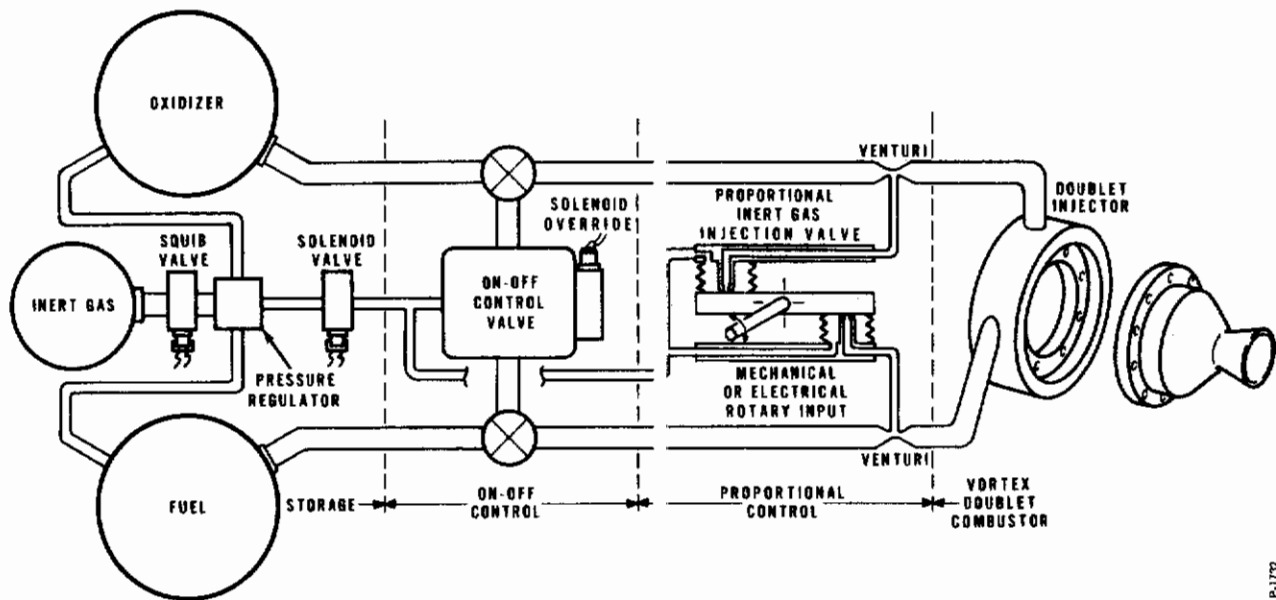 OXIDIZER
VENTURI
SOLENOID
OVERRIDE
PROPORTIONAL
INERT GAS
INJECTION VALVE
DOUBLET
INJECTOR
SQUIB
VALVE
SOLENOID
VALVE
INERT GAS
ON-OFF
CONTROL
VALVE
PRESSURE
REGULATOR
MECHANICAL
OR ELECTRICAL
ROTARY INPUT
VENTURI
FUEL
STORAGE
ON-OFF
CONTROL
PROPORTIONAL
CONTROL
VORTEX
DOUBLET
COMBUSTOR
P-1722